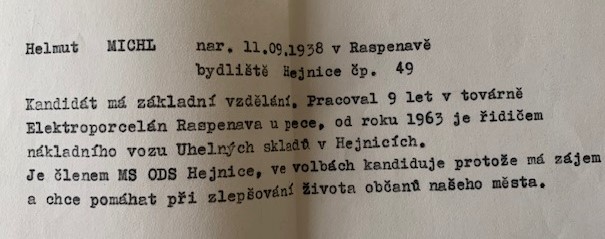 Helmut MICHL nar. 11.09.1938 v Raspenavě
bydliště Hejnice čp. 49
Kandidát má základní vzdělání. Pracoval 9 let v továrně
Elektroporcelán Raspenava u pece, od roku 1963 je řidičem
nákladního vozu Uhelných skladů v Hejnicích.
Je členem MS ODS Hejnice, ve volbách kandiduje protože má zájem
a chce pomáhat při zlepšování života občanů našeho města.